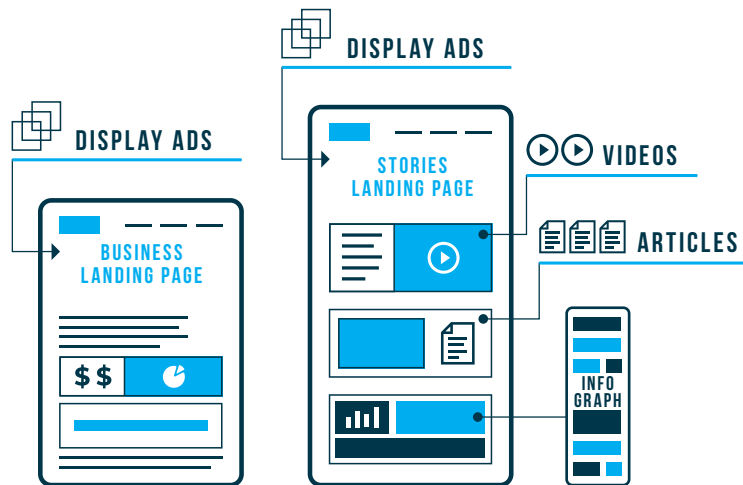 DISPLAY ADS
BUSINESS
LANDING PAGE
$ $
DISPLAY ADS
STORIES
LANDING PAGE
VIDEOS
ARTICLES
INFO
GRAPH